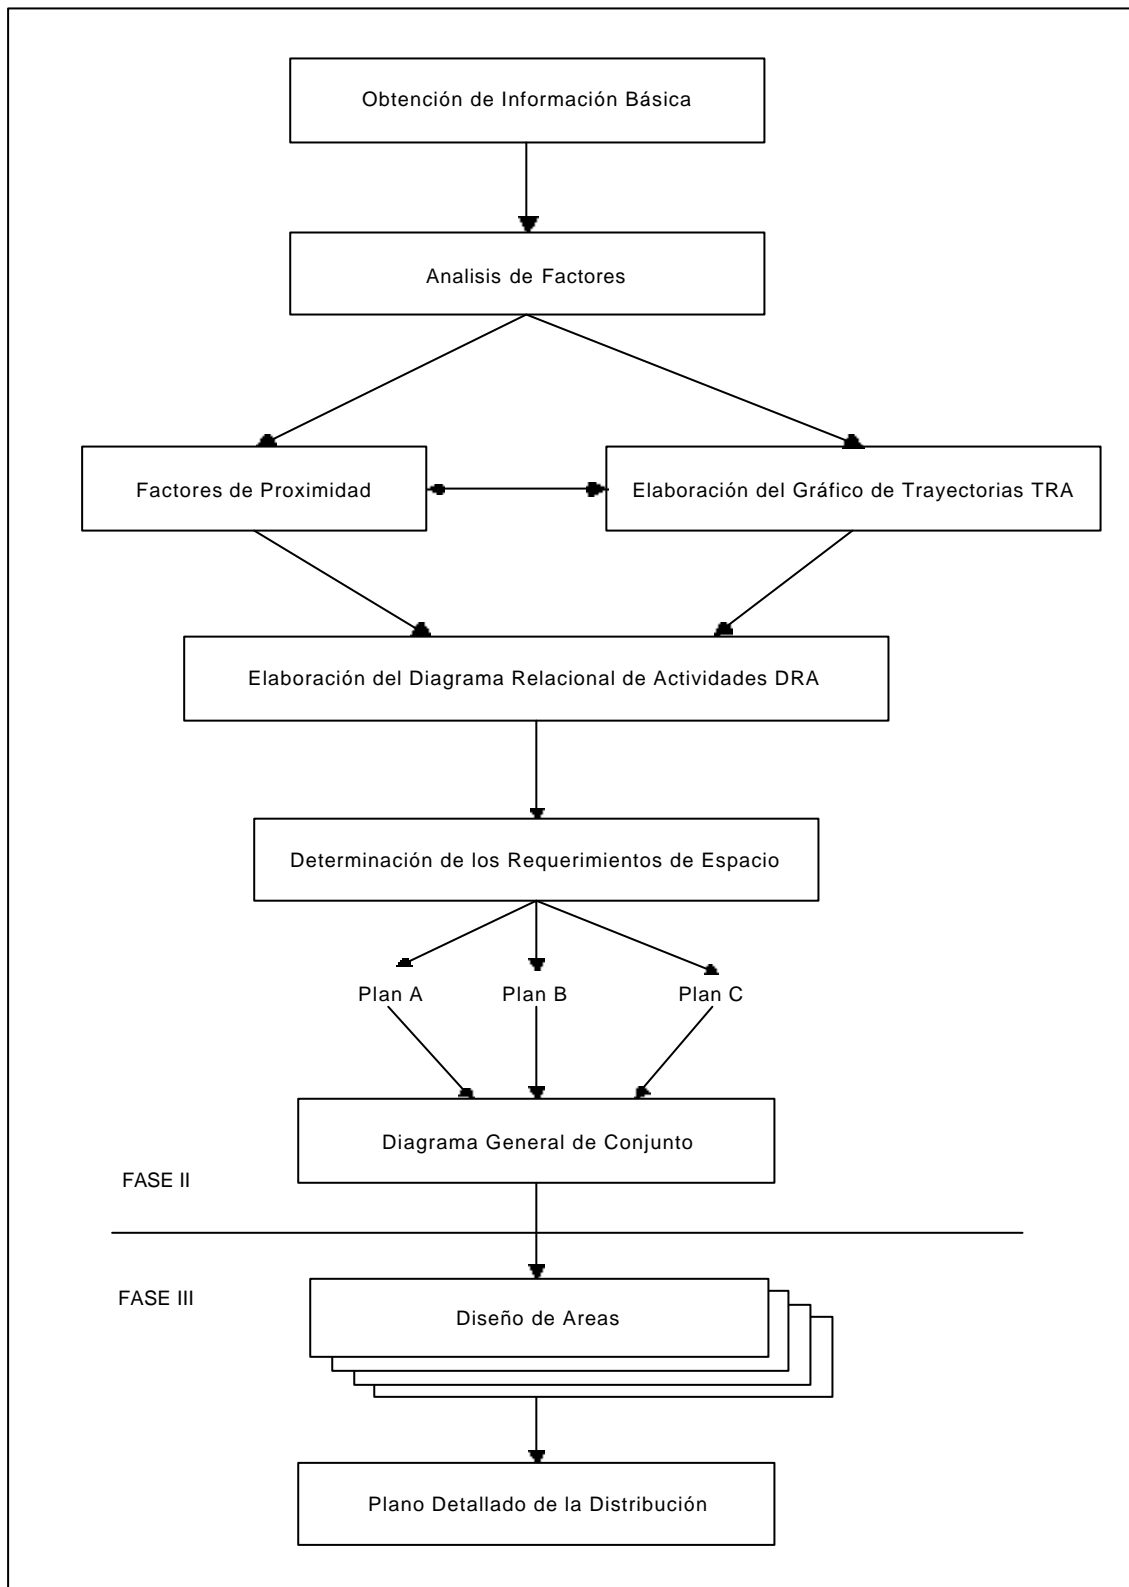 Obtención de Información Básica
Analisis de Factores
Factores de Proximidad
Elaboración del Gráfico de Trayectorias TRA
Elaboración del Diagrama Relacional de Actividades DRA
Determinación de los Requerimientos de Espacio
Plan A
Plan B
Plan C
Diagrama General de Conjunto
FASE II
FASE III
Diseño de Areas
Plano Detallado de la Distribución